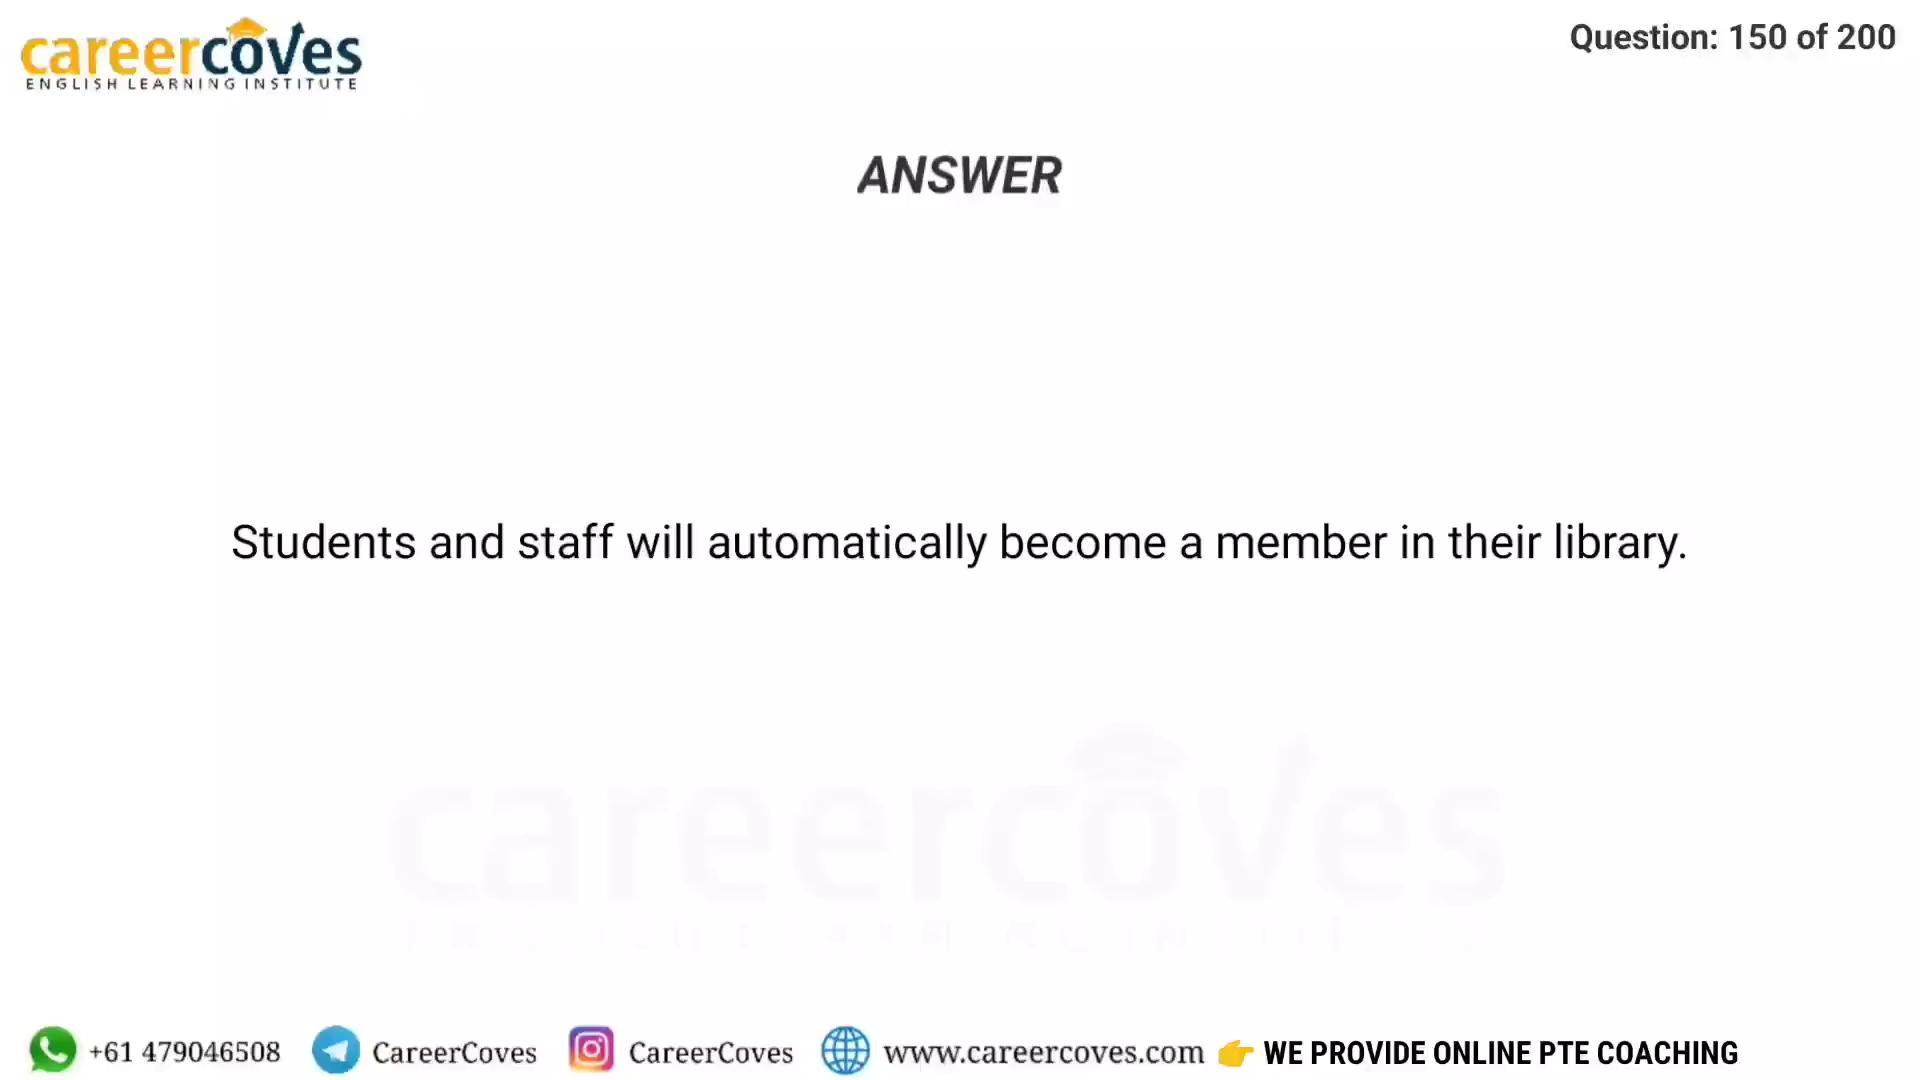 careercoves
ENGLISH LEARNING INSTITUTE
Question: 150 of 200
ANSWER
Students and staff will automatically become a member in their library.
careercoves
+61 479046508 CareerCoves CareerCoves www.careercoves.com WE PROVIDE ONLINE PTE COACHING